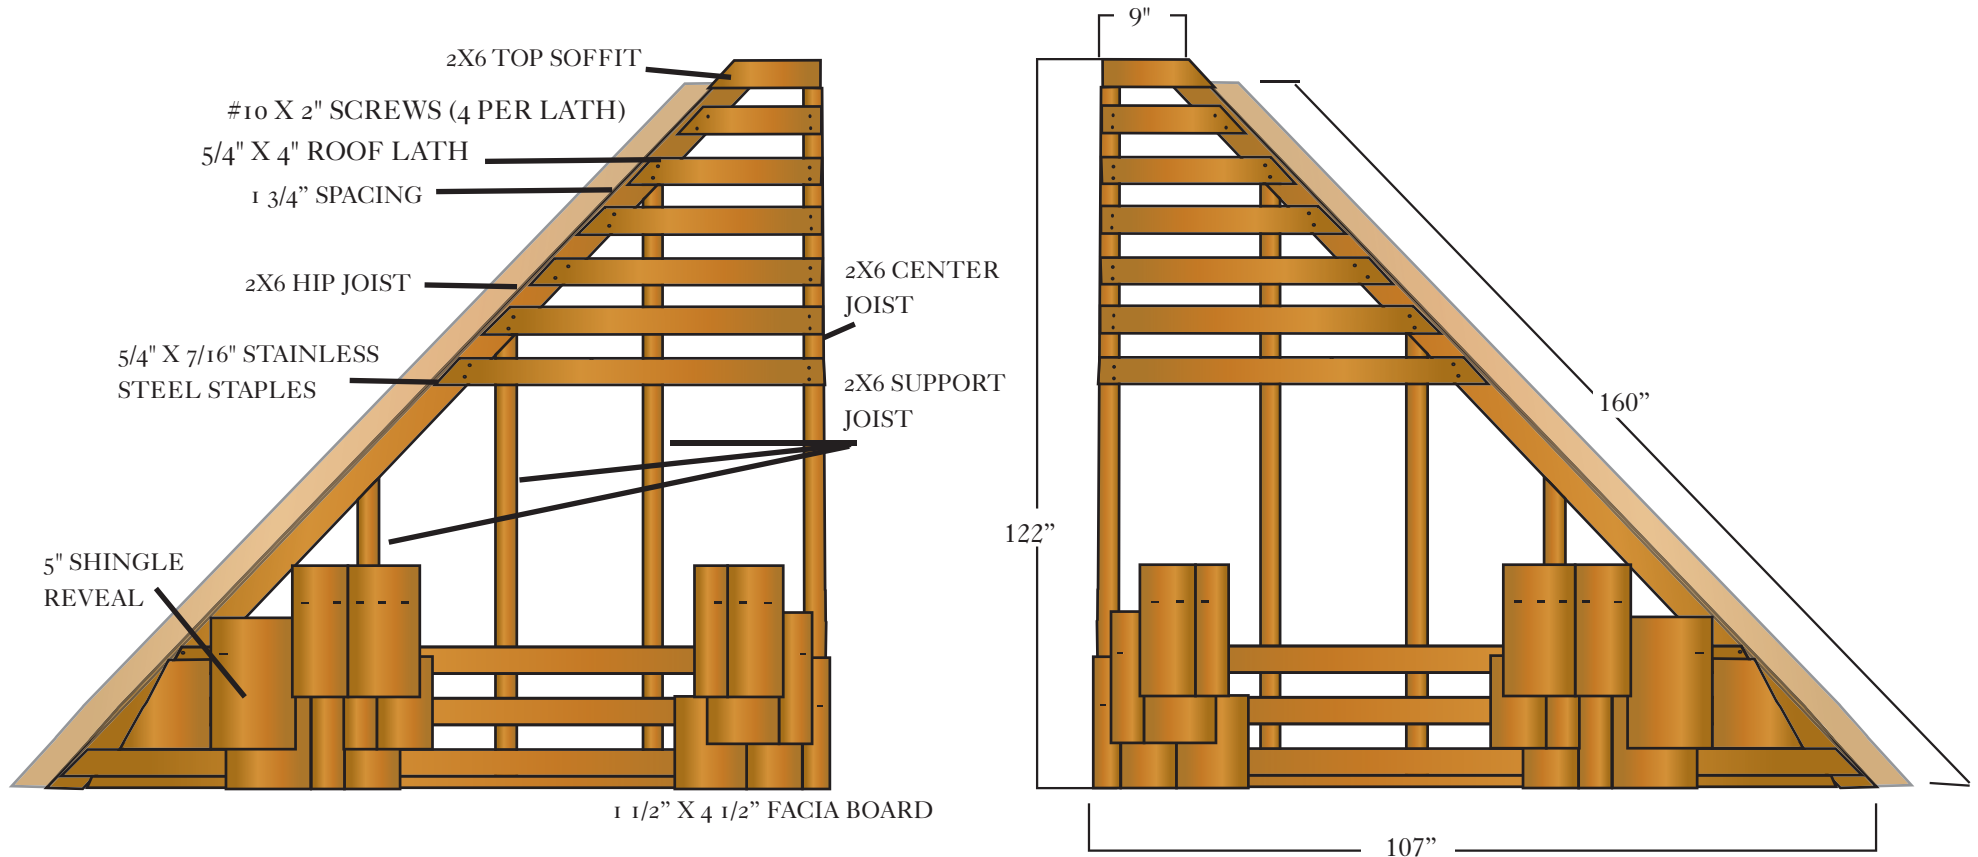 2X6 TOP SOFFIT
#10 X 2" SCREWS (4 PER LATH)
5/4" X 4" ROOF LATH
1 3/4” SPACING
2X6 HIP JOIST
5/4" X 7/16" STAINLESS
STEEL STAPLES
5" SHINGLE
REVEAL
2X6 CENTER
JOIST
2X6 SUPPORT
JOIST
1 1/2” X 4 1/2” FACIA BOARD
9"
122”
160”
107”